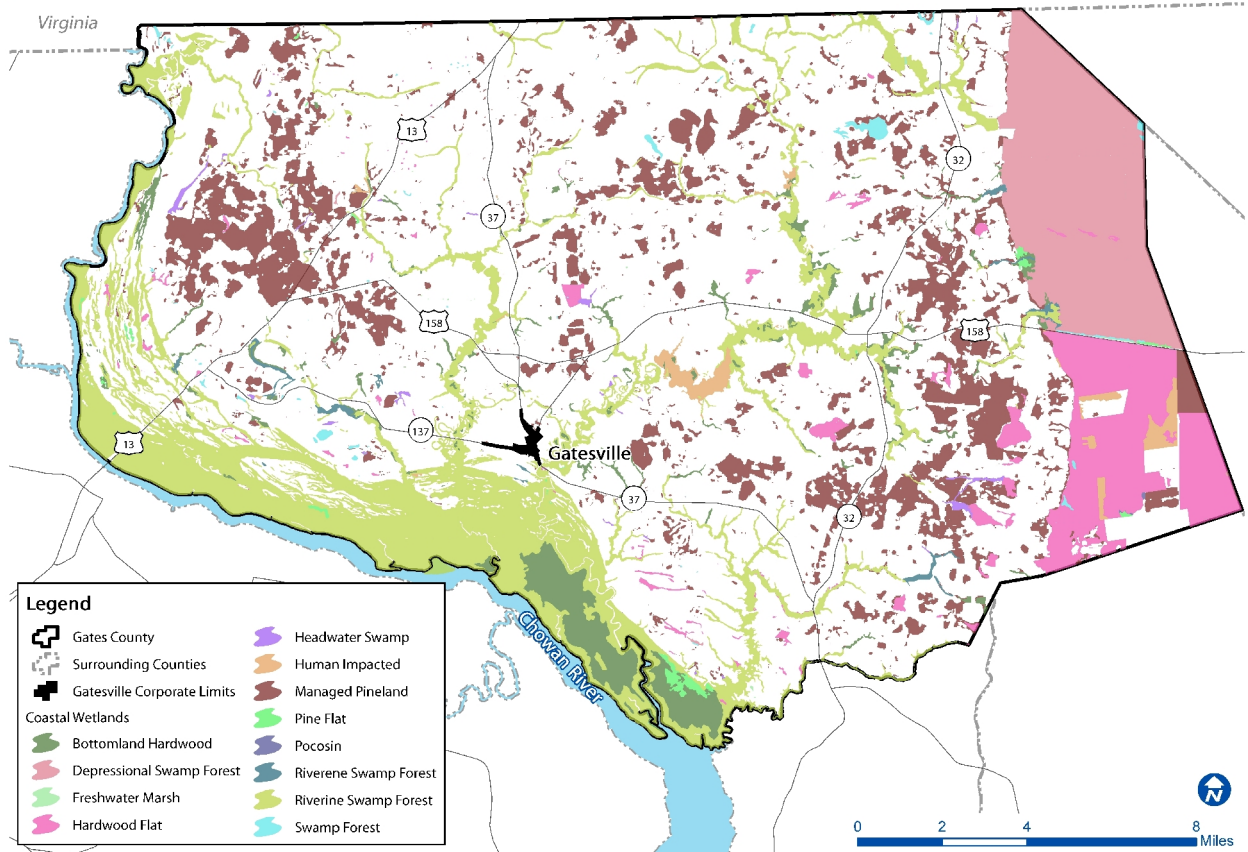 Virginia
13
32
37
158
158
13
137
Gatesville
37
32
Chowan River
Legend
Gates County
Surrounding Counties
Gatesville Corporate Limits
Coastal Wetlands
Bottomland Hardwood
Depressional Swamp Forest
Freshwater Marsh
Hardwood Flat
Headwater Swamp
Human Impacted
Managed Pineland
Pine Flat
Pocosin
Riverene Swamp Forest
Riverine Swamp Forest
Swamp Forest
N
0 2 4 8
Miles